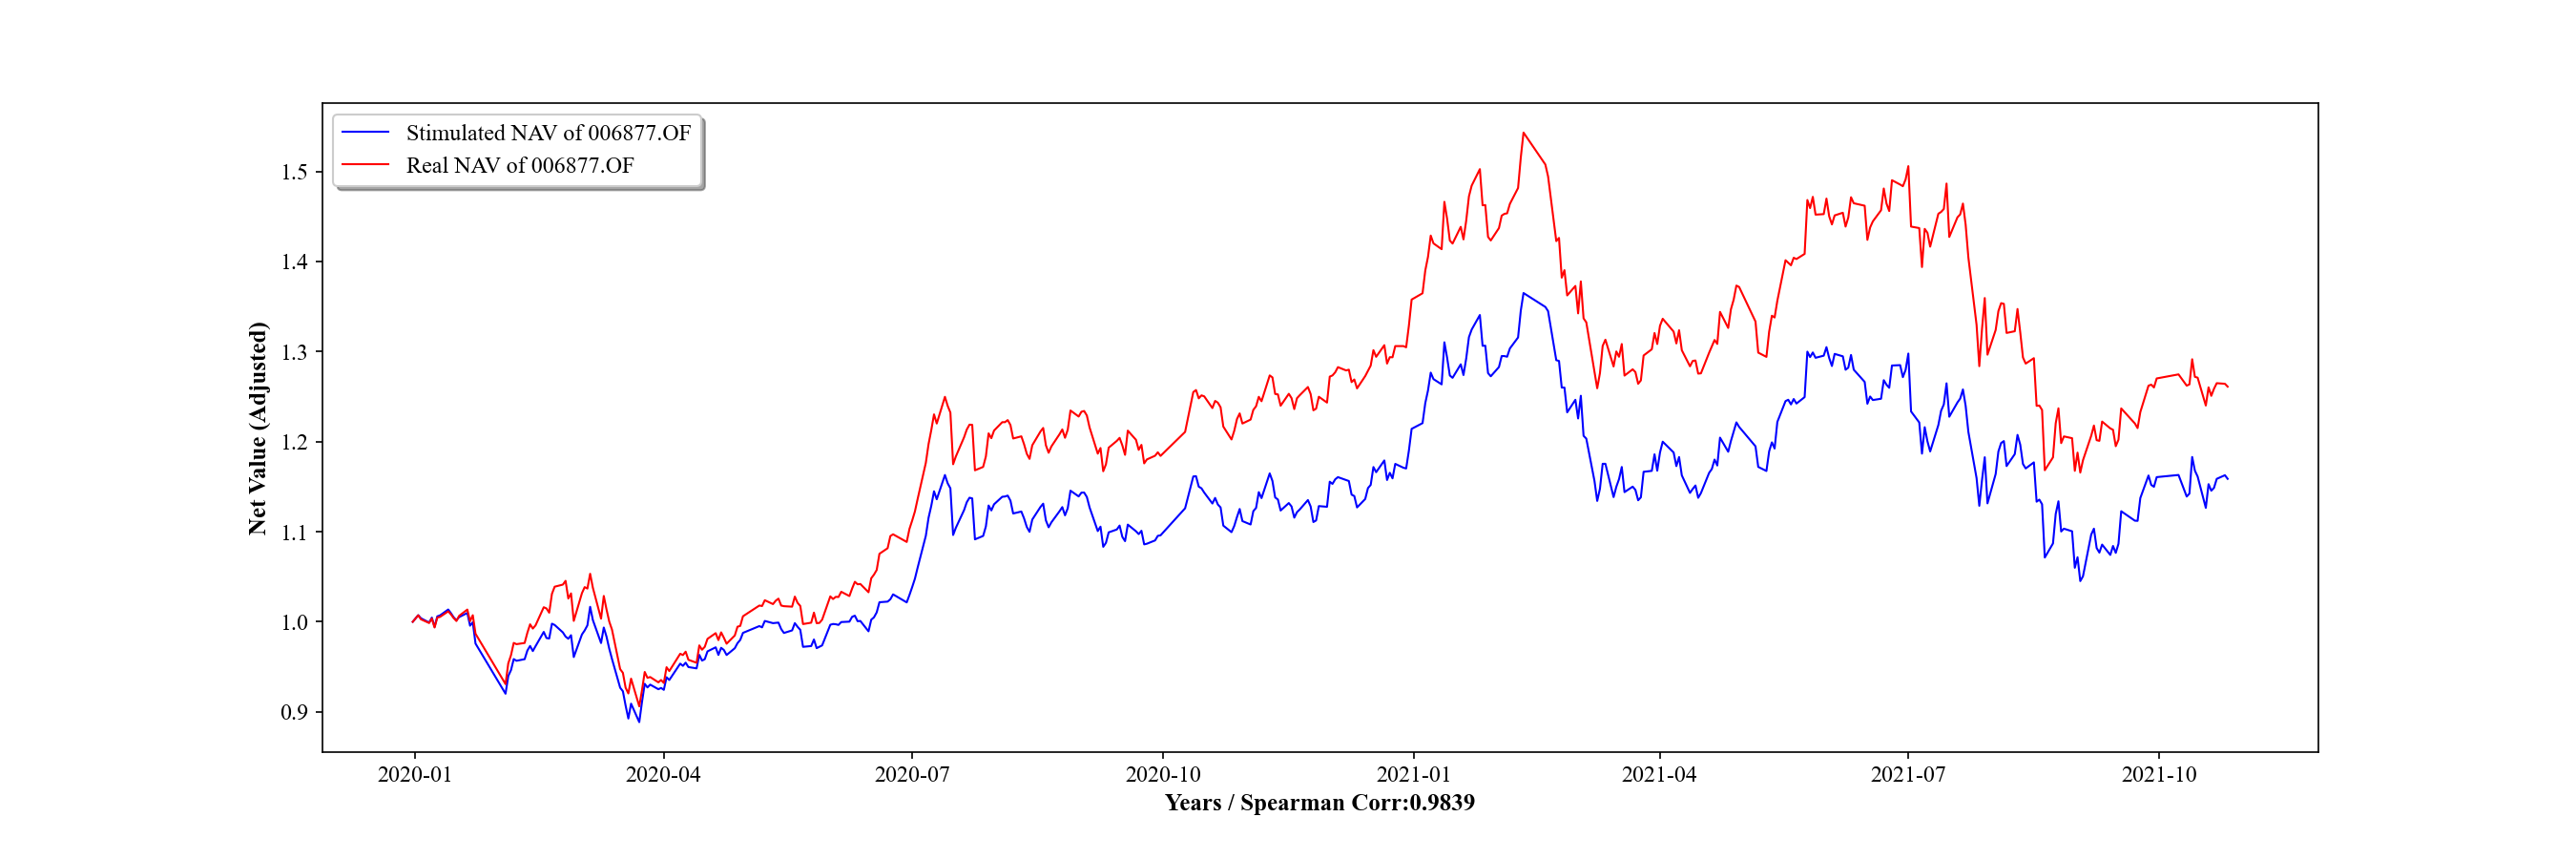 Stimulated NAV of 006877.OF
Real NAV of 006877.OF
Net Value (Adjusted)
1.5
1.4
1.3
1.2
1.1
1.0
0.9
2020-01 2020-04 2020-07 2020-10 2021-01 2021-04 2021-07 2021-10
Years / Spearman Corr:0.9839